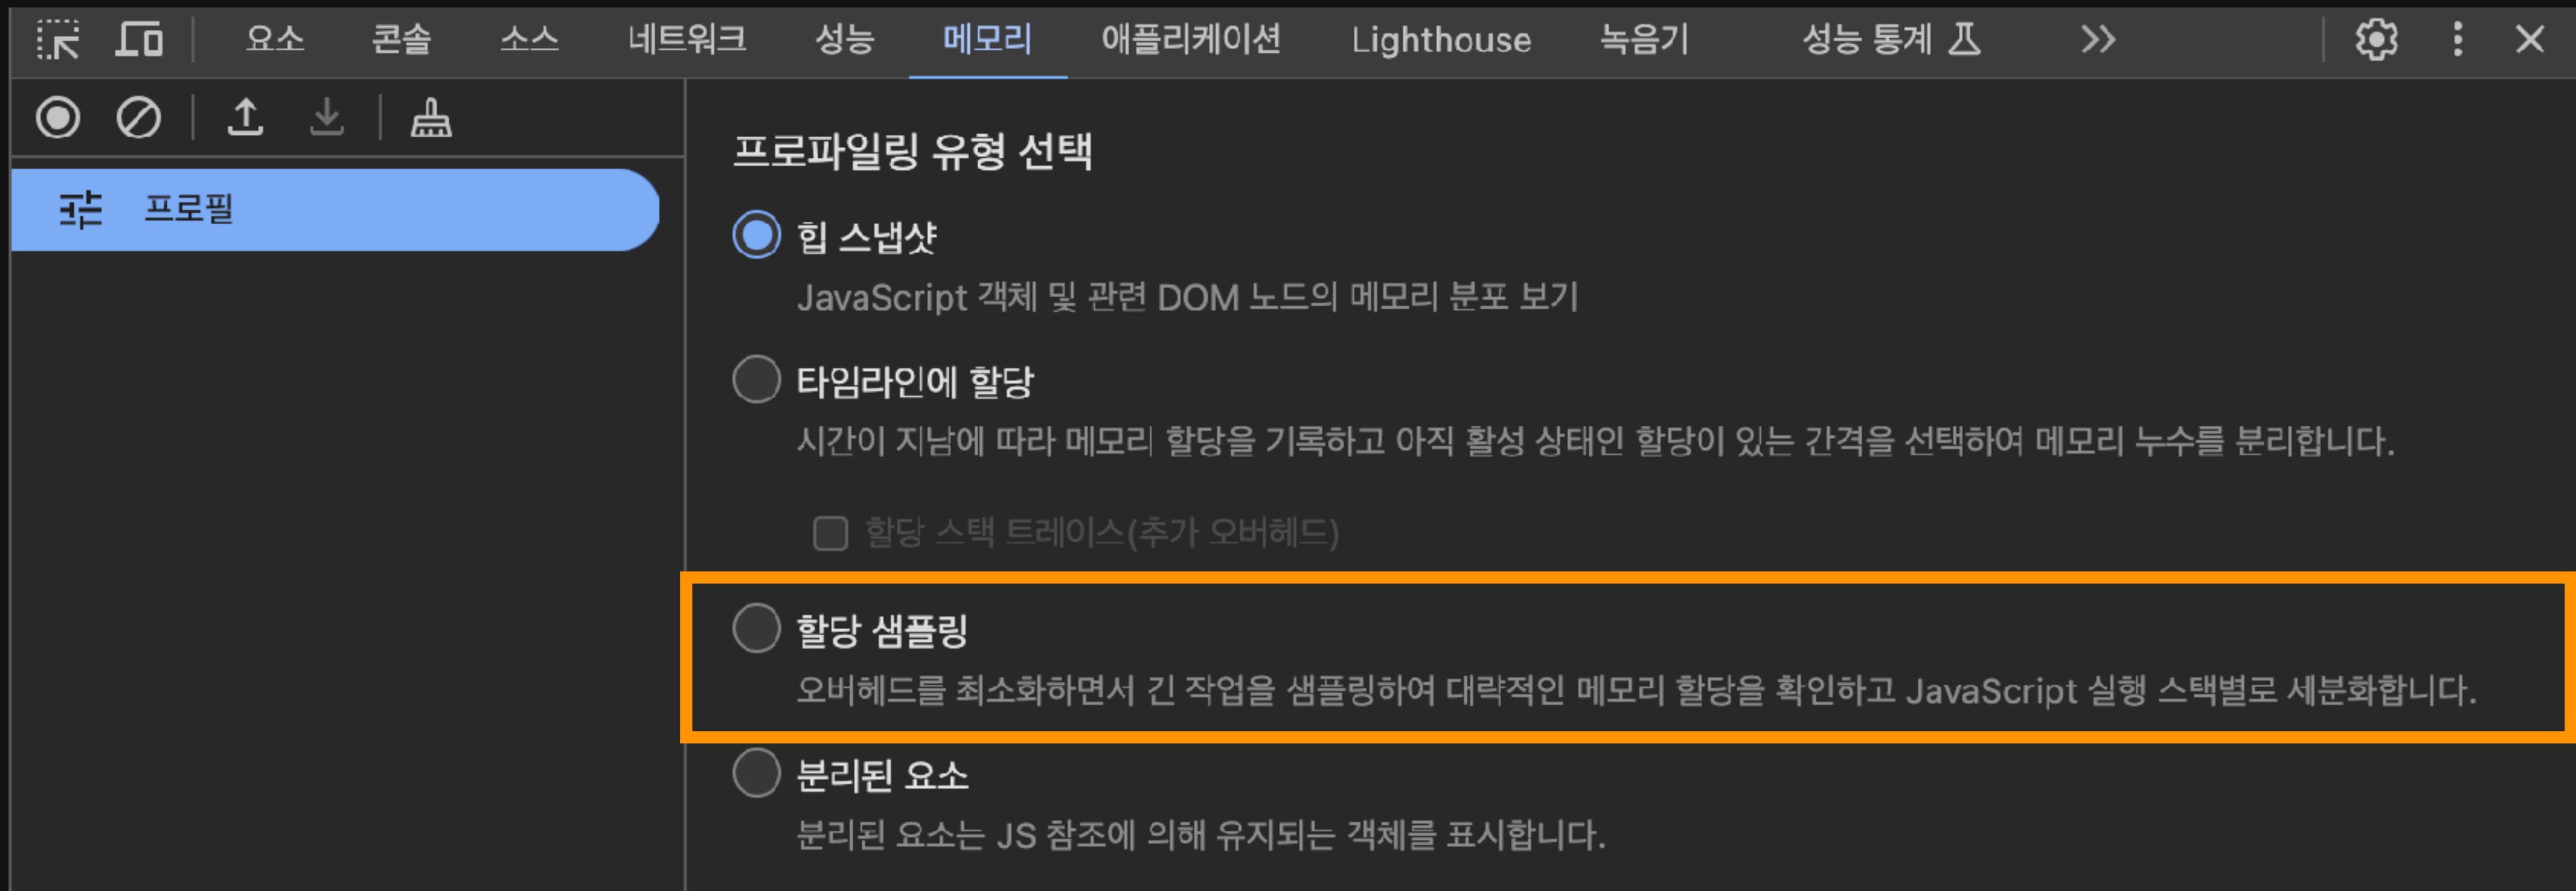 요소 콘솔 소스 네트워크 성능 메모리 애플리케이션 Lighthouse 녹음기 성능 통계
프로필
프로파일링 유형 선택
힙 스냅샷
JavaScript 객체 및 관련 DOM 노드의 메모리 분포 보기
타임라인에 할당
시간이 지남에 따라 메모리 할당을 기록하고 아직 활성 상태인 할당이 있는 간격을 선택하여 메모리 누수를 분리합니다.
할당 스택 트레이스(추가 오버헤드)
할당 샘플링
오버헤드를 최소화하면서 긴 작업을 샘플링하여 대략적인 메모리 할당을 확인하고 JavaScript 실행 스택별로 세분화합니다.
분리된 요소
분리된 요소는 JS 참조에 의해 유지되는 객체를 표시합니다.